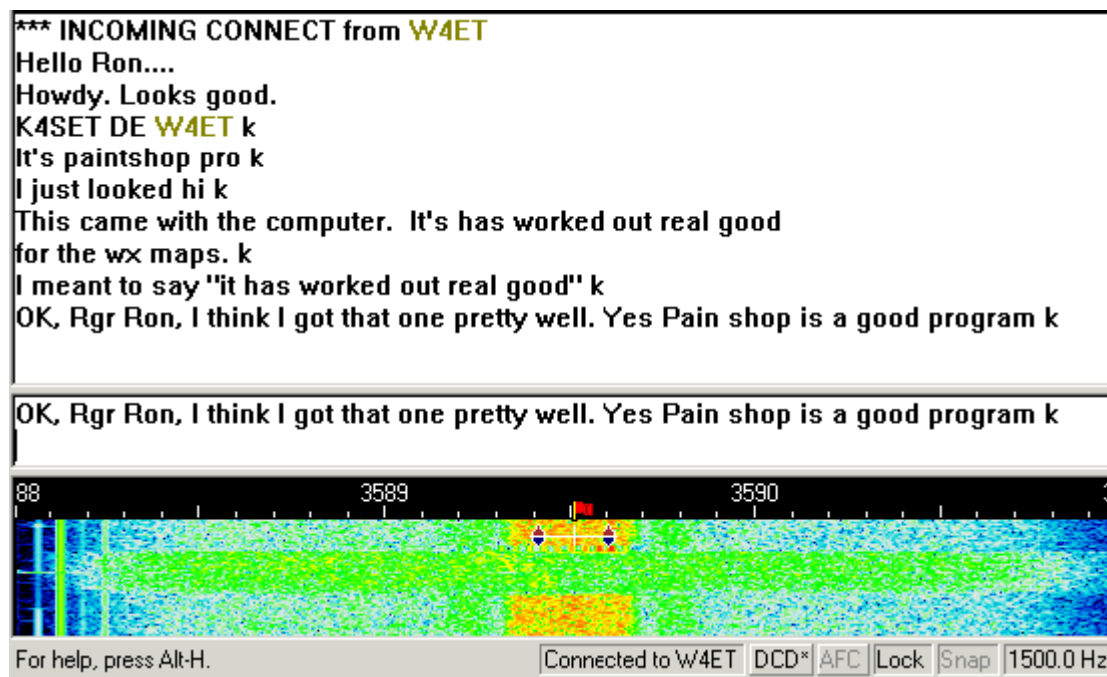 *** INCOMING CONNECT from W4ET
Hello Ron....
Howdy. Looks good.
K4SET DE W4ET k
It's paintshop pro k
I just looked hi k
This came with the computer.  It's has worked out real good
for the wx maps. k
I meant to say "it has worked out real good" k
OK, Rgr Ron, I think I got that one pretty well. Yes Pain shop is a good program k
OK, Rgr Ron, I think I got that one pretty well. Yes Pain shop is a good program k
88 3589 3590
For help, press Alt-H. Connected to W4ET DCD* AFC Lock Snap 1500.0 Hz